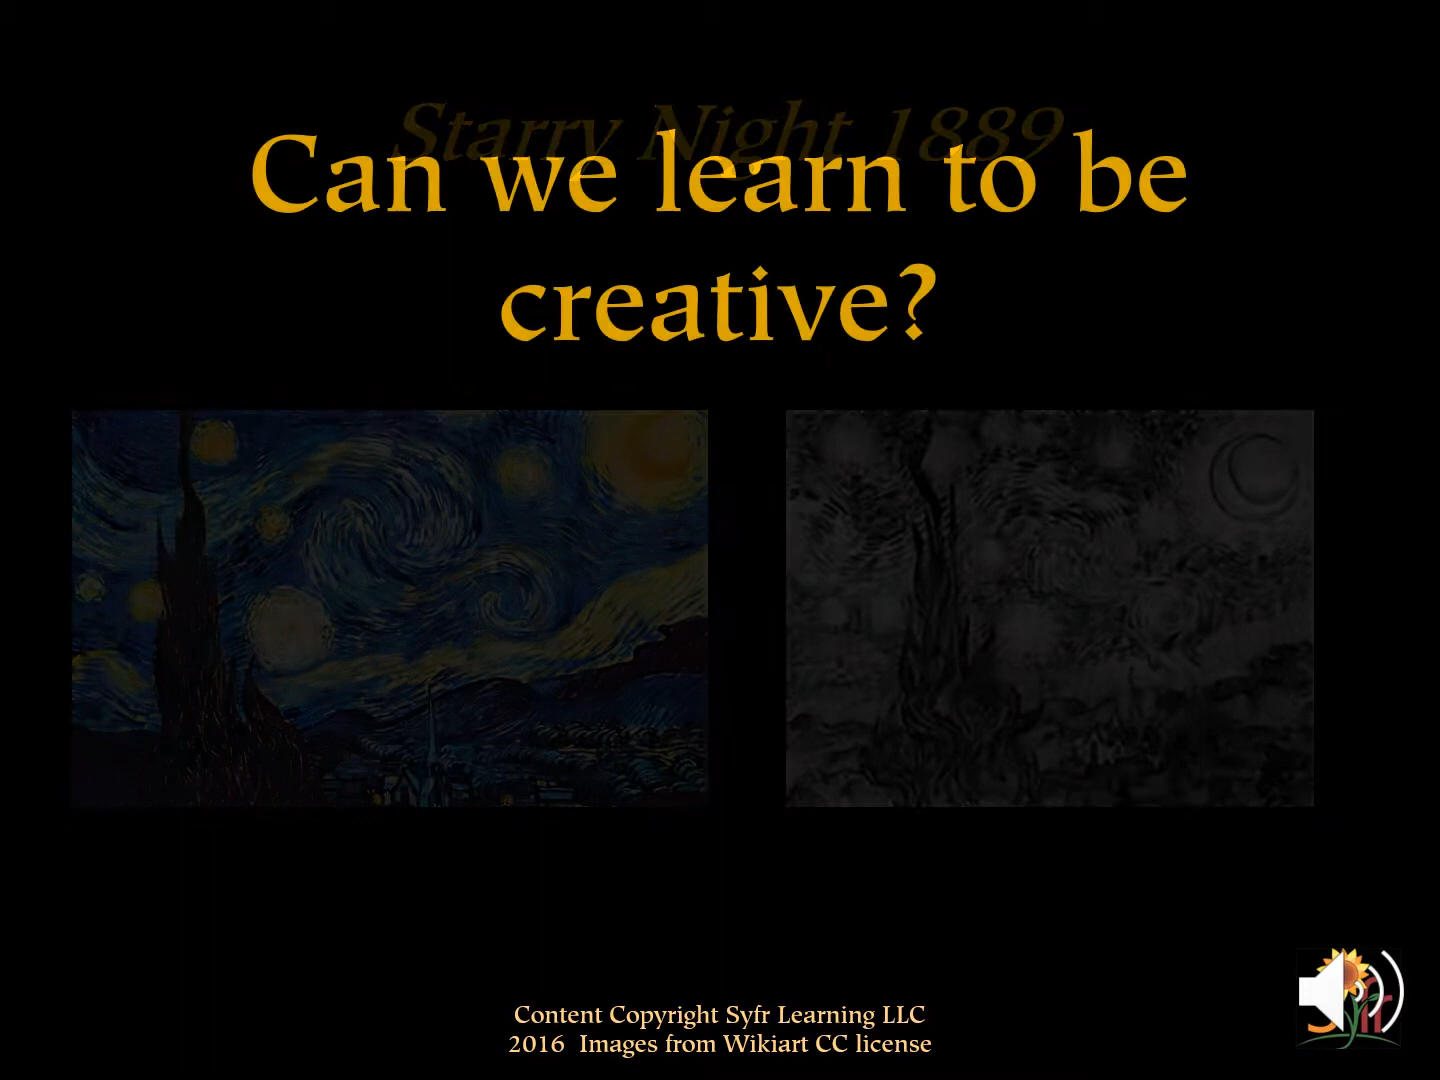 Starry Night 1889
Can we learn to be
creative?
Content Copyright Syfr Learning LLC
2016 Images from Wikiart CC license